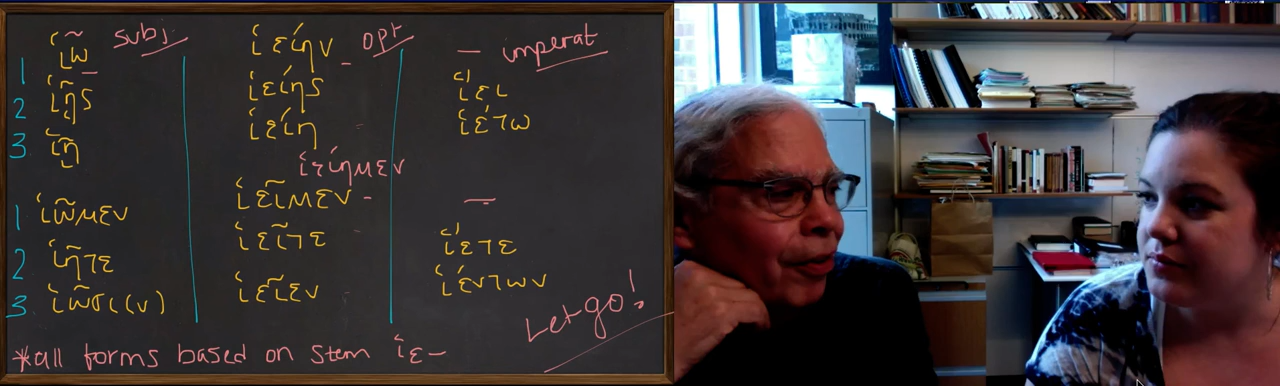 subj. opt — imperat
1 ἱῶ ἱείην —
2 ἱῇς ἱείης ἵει
3 ἱῇ ἱείη ἱέτω
ἱείημεν
1 ἱῶμεν ἱεῖμεν — —
2 ἱῆτε ἱεῖτε ἵετε
3 ἱῶσι(ν) ἱεῖεν ἱέντων
Let go!
*all forms based on stem ἱε-